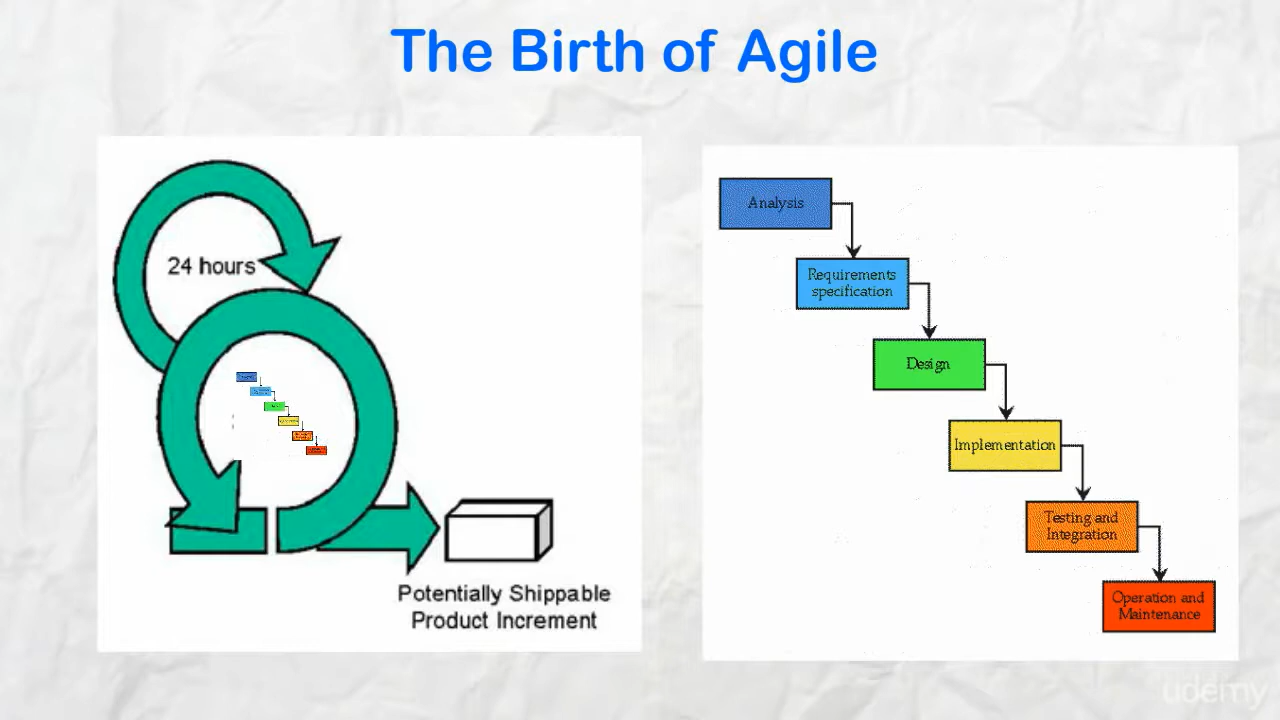 The Birth of Agile
24 hours
Potentially Shippable
Product Increment
Analysis
Requirements
specification
Design
Implementation
Testing and
Integration
Operation and
Maintenance
udemy